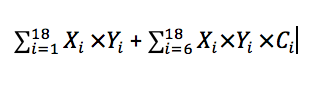 ∑_{i=1}^{18} X_i × Y_i + ∑_{i=6}^{18} X_i × Y_i × C_i